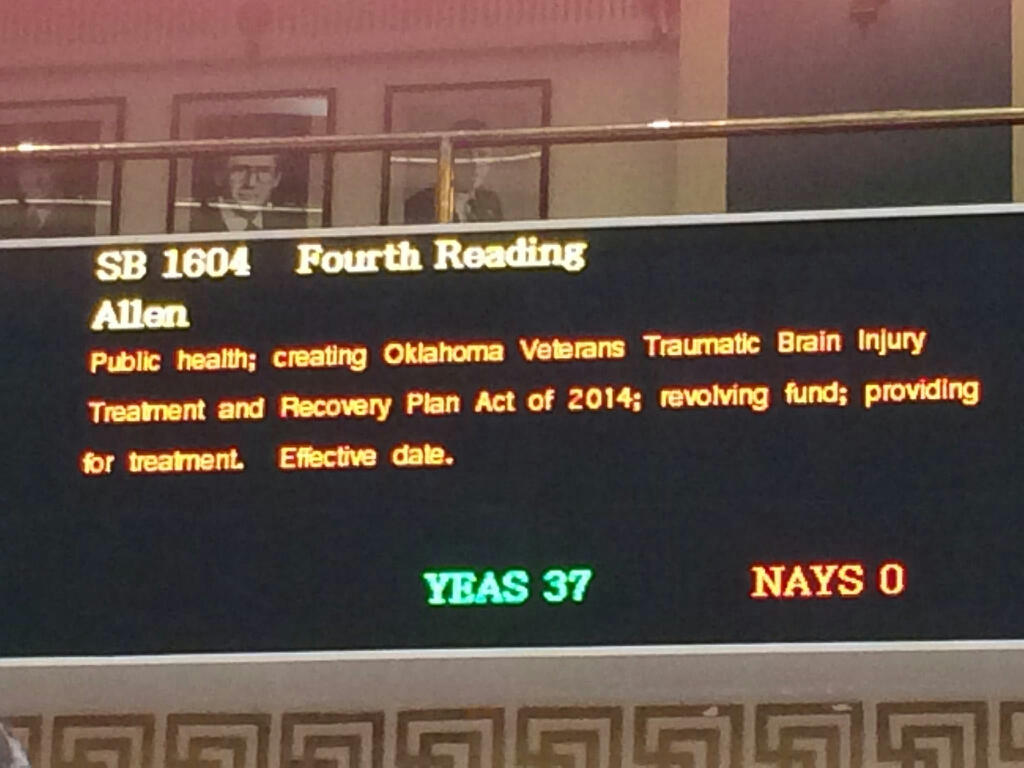 SB 1604 Fourth Reading
Allen
Public health; creating Oklahoma Veterans Traumatic Brain Injury
Treatment and Recovery Plan Act of 2014; revolving fund; providing
for treatment. Effective date.
YEAS 37 NAYS 0